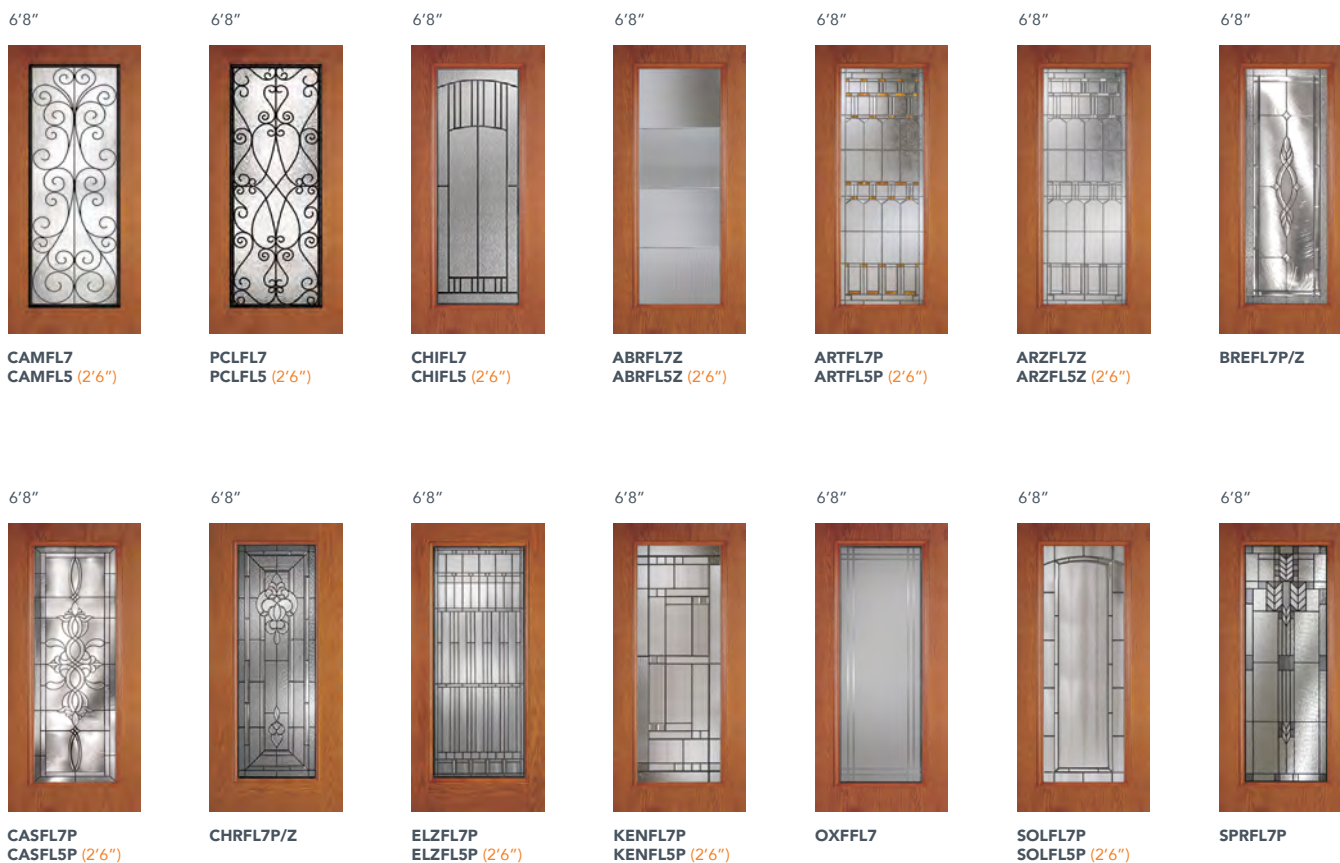 6'8" 6'8" 6'8" 6'8" 6'8" 6'8" 6'8"
CAMFL7
CAMFL5 (2'6")
PCLFL7
PCLFL5 (2'6")
CHIFL7
CHIFL5 (2'6")
ABRFL7Z
ABRFL5Z (2'6")
ARTFL7P
ARTFL5P (2'6")
ARZFL7Z
ARZFL5Z (2'6")
BREFL7P/Z
6'8" 6'8" 6'8" 6'8" 6'8" 6'8" 6'8"
CASFL7P
CASFL5P (2'6")
CHRFL7P/Z
ELZFL7P
ELZFL5P (2'6")
KENFL7P
KENFL5P (2'6")
OXFFL7
SOLFL7P
SOLFL5P (2'6")
SPRFL7P